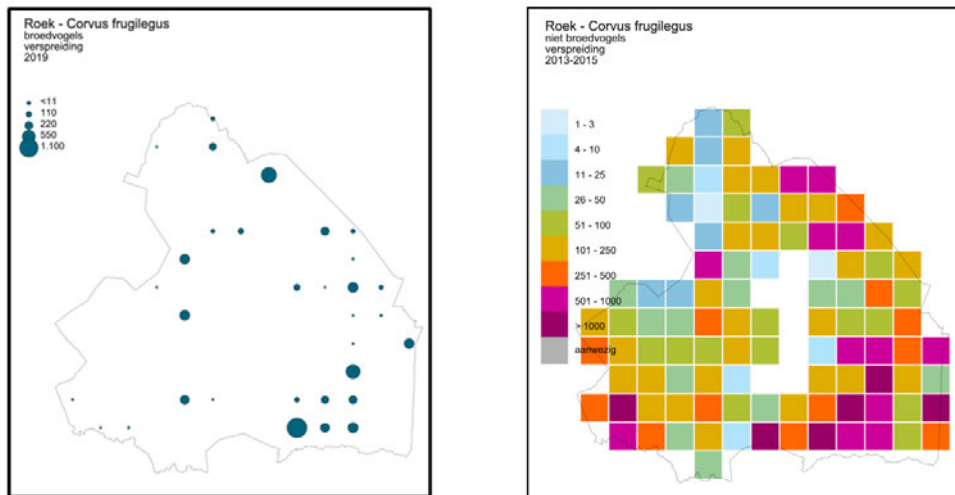 Roek - Corvus frugilegus
broedvogels
verspreiding
2019
<11
110
220
550
1.100
Roek - Corvus frugilegus
niet broedvogels
verspreiding
2013-2015
1 - 3
4 - 10
11 - 25
26 - 50
51 - 100
101 - 250
251 - 500
501 - 1000
> 1000
aanwezig